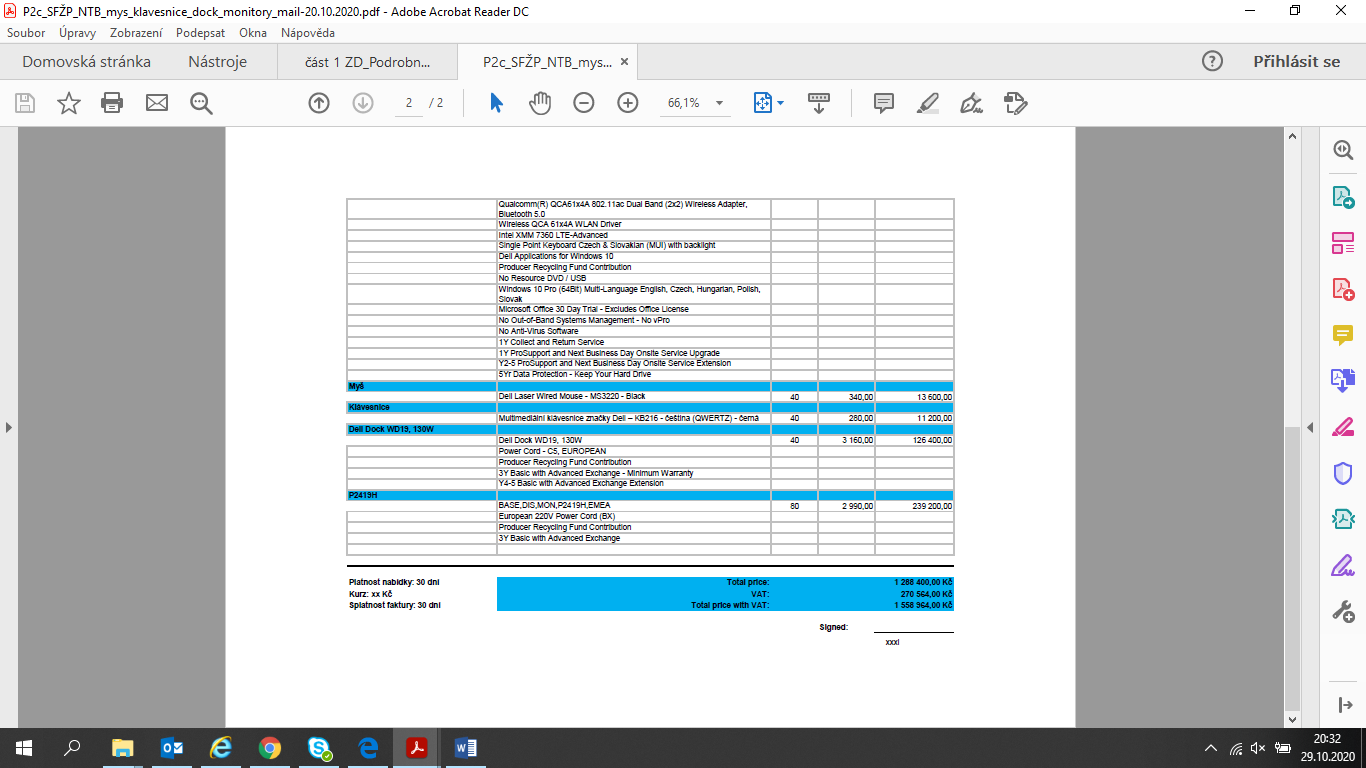 P2c_SFŽP_NTB_mys_klavesnice_dock_monitory_mail-20.10.2020.pdf - Adobe Acrobat Reader DC
Soubor Úpravy Zobrazení Podepsat Okna Nápověda
Domovská stránka Nástroje část 1 ZD_Podrobn... P2c_SFŽP_NTB_mys... × Přihlásit se
2 / 2 66,1%
Qualcomm(R) QCA61x4A 802.11ac Dual Band (2x2) Wireless Adapter,
Bluetooth 5.0
Wireless QCA 61x4A WLAN Driver
Intel XMM 7360 LTE-Advanced
Single Point Keyboard Czech & Slovakian (MUI) with backlight
Dell Applications for Windows 10
Producer Recycling Fund Contribution
No Resource DVD / USB
Windows 10 Pro (64Bit) Multi-Language English, Czech, Hungarian, Polish,
Slovak
Microsoft Office 30 Day Trial - Excludes Office License
No Out-of-Band Systems Management - No vPro
No Anti-Virus Software
1Y Collect and Return Service
1Y ProSupport and Next Business Day Onsite Service Upgrade
Y2-5 ProSupport and Next Business Day Onsite Service Extension
5Yr Data Protection - Keep Your Hard Drive
Myš
Dell Laser Wired Mouse - MS3220 - Black 40 340,00 13 600,00
Klávesnice
Multimediální klávesnice značky Dell – KB216 - čeština (QWERTZ) - černá 40 280,00 11 200,00
Dell Dock WD19, 130W
Dell Dock WD19, 130W 40 3 160,00 126 400,00
Power Cord - C5, EUROPEAN
Producer Recycling Fund Contribution
3Y Basic with Advanced Exchange - Minimum Warranty
Y4-5 Basic with Advanced Exchange Extension
P2419H
BASE,DIS,MON,P2419H,EMEA 80 2 990,00 239 200,00
European 220V Power Cord (BX)
Producer Recycling Fund Contribution
3Y Basic with Advanced Exchange
Platnost nabídky: 30 dní Total price: 1 288 400,00 Kč
Kurz: xx Kč VAT: 270 564,00 Kč
Splatnost faktury: 30 dní Total price with VAT: 1 558 964,00 Kč
Signed:
xxxl
20:32
29.10.2020